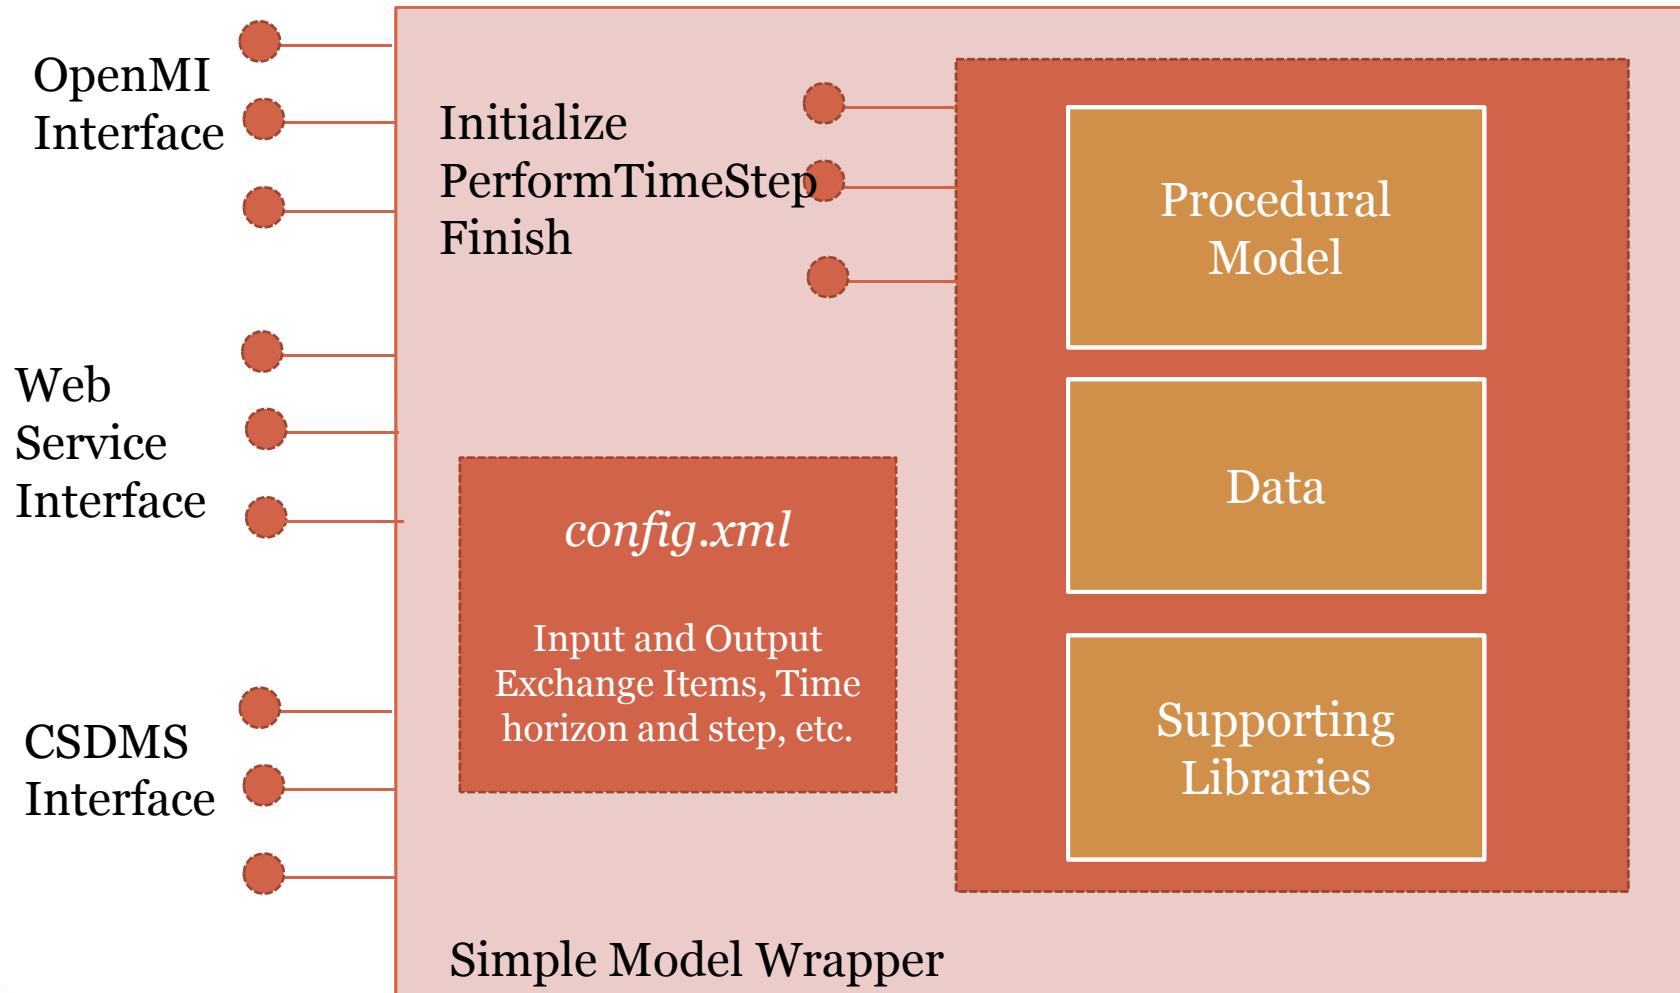 OpenMI
Interface
Web
Service
Interface
CSDMS
Interface
Initialize
PerformTimeStep
Finish
config.xml
Input and Output
Exchange Items, Time
horizon and step, etc.
Procedural
Model
Data
Supporting
Libraries
Simple Model Wrapper